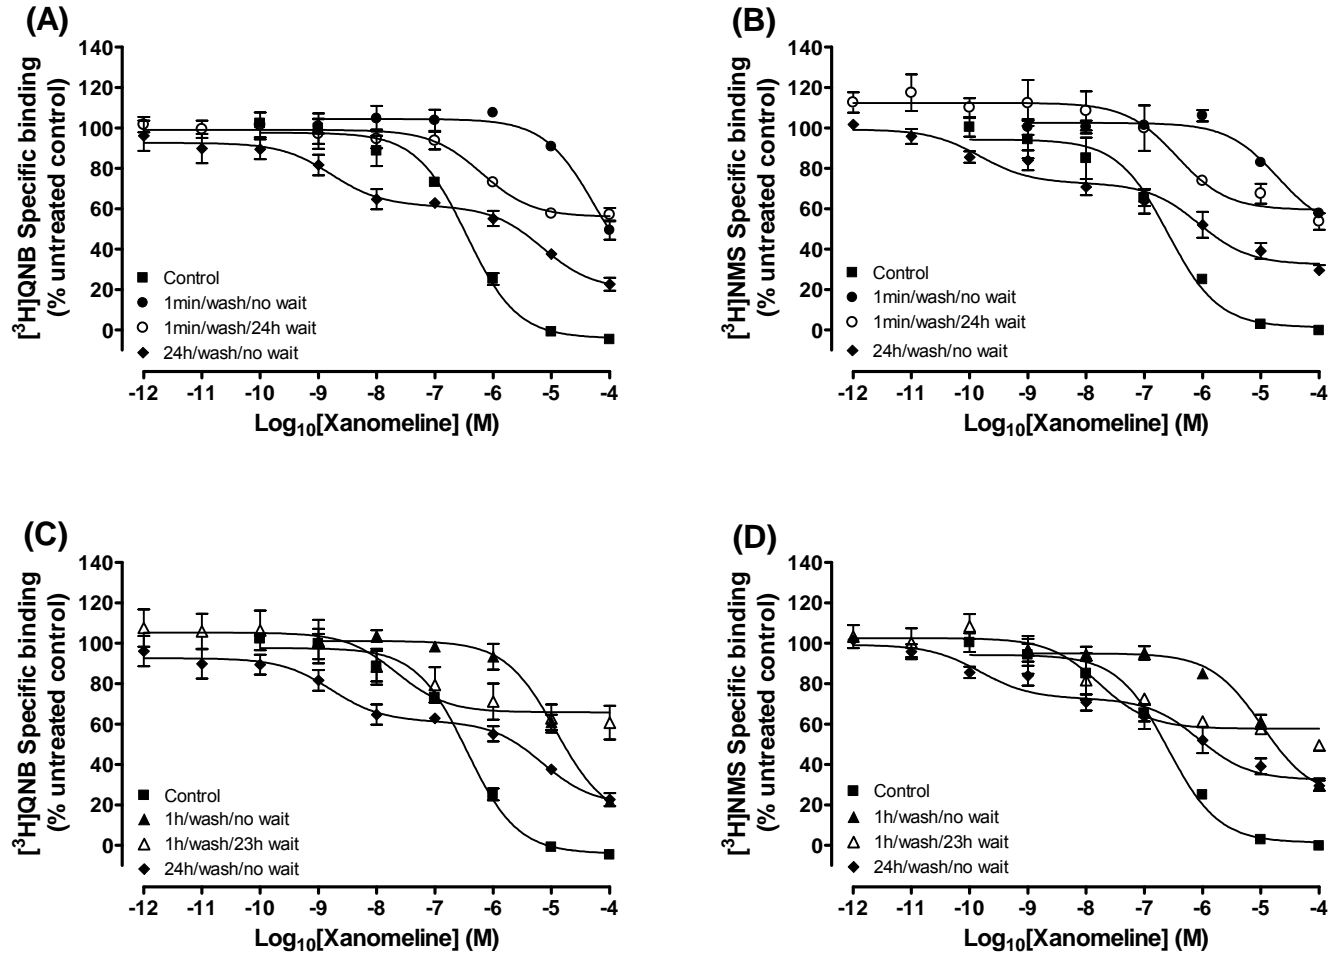 (A)
[³H]QNB Specific binding
(% untreated control)
140
120
100
80
60
40
20
0
Control
1min/wash/no wait
1min/wash/24h wait
24h/wash/no wait
-12 -11 -10 -9 -8 -7 -6 -5 -4
Log₁₀[Xanomeline] (M)
(B)
[³H]NMS Specific binding
(% untreated control)
140
120
100
80
60
40
20
0
Control
1min/wash/no wait
1min/wash/24h wait
24h/wash/no wait
-12 -11 -10 -9 -8 -7 -6 -5 -4
Log₁₀[Xanomeline] (M)
(C)
[³H]QNB Specific binding
(% untreated control)
140
120
100
80
60
40
20
0
Control
1h/wash/no wait
1h/wash/23h wait
24h/wash/no wait
-12 -11 -10 -9 -8 -7 -6 -5 -4
Log₁₀[Xanomeline] (M)
(D)
[³H]NMS Specific binding
(% untreated control)
140
120
100
80
60
40
20
0
Control
1h/wash/no wait
1h/wash/23h wait
24h/wash/no wait
-12 -11 -10 -9 -8 -7 -6 -5 -4
Log₁₀[Xanomeline] (M)